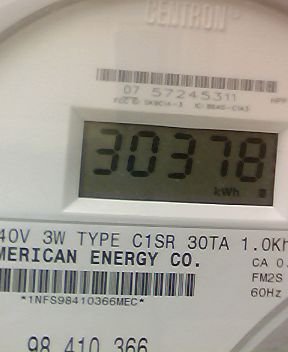 CENTRON®
07 57245311
30378
kWh
40V 3W TYPE C1SR 30TA 1.0Kh
MERICAN ENERGY CO.
CA 0.
FM2S
60Hz
*1NFS98410366MEC*
98 410 366